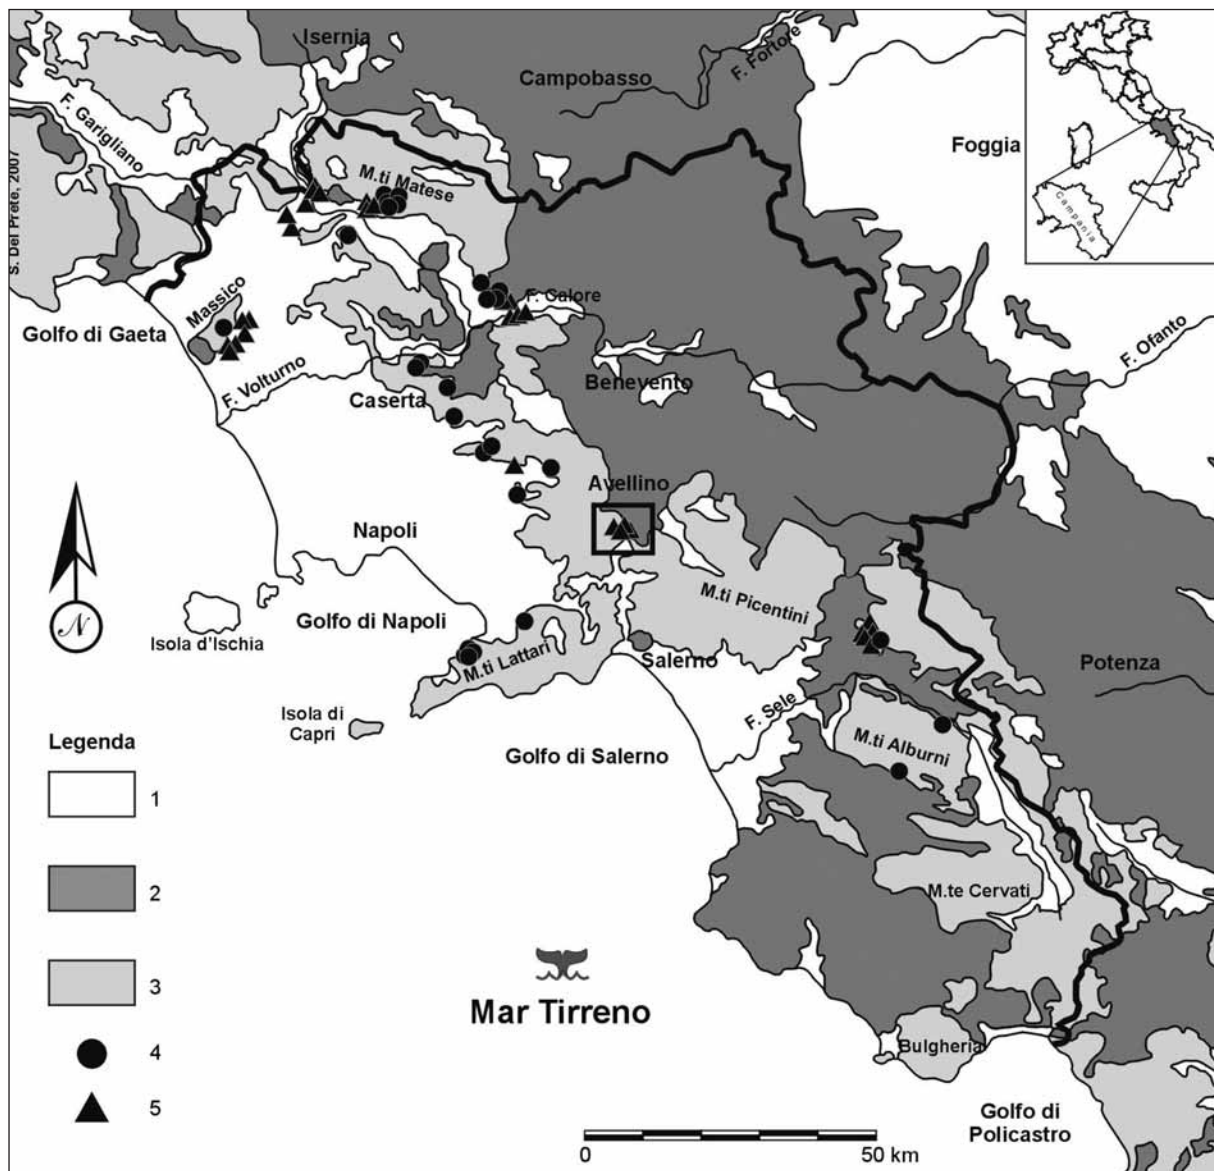 Isernia
Campobasso
F. Fortore
F. Garigliano
Foggia
Campania
S. Del Prete, 2007
M.ti Matese
Massico
F. Calore
Golfo di Gaeta
F. Ofanto
F. Volturno
Benevento
Caserta
Avellino
Napoli
M.ti Picentini
Golfo di Napoli
N
Isola d'Ischia
M.ti Lattari
Salerno
Potenza
Isola di
Capri
F. Sele
Legenda
M.ti Alburni
Golfo di Salerno
1
2
M.te Cervati
3
Mar Tirreno
4
Bulgheria
5
Golfo di
Policastro
0
50 km